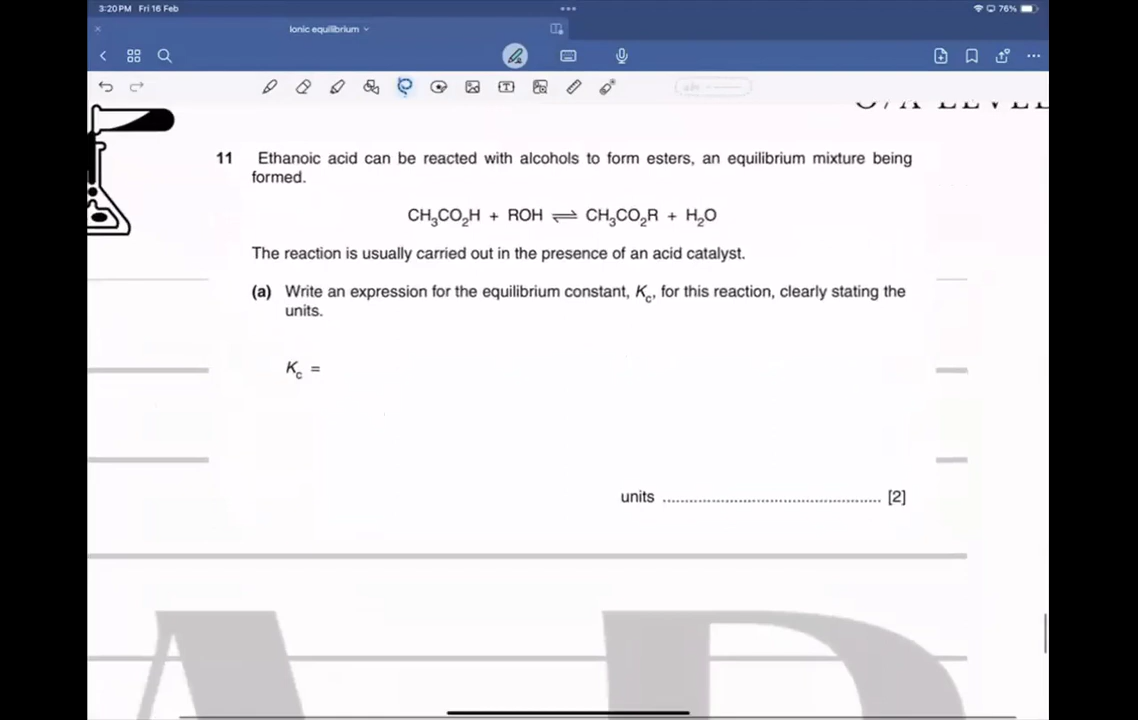 3:20 PM Fri 16 Feb
76%
Ionic equilibrium
O/A LEVEL
11 Ethanoic acid can be reacted with alcohols to form esters, an equilibrium mixture being
formed.
CH₃CO₂H + ROH ⇌ CH₃CO₂R + H₂O
The reaction is usually carried out in the presence of an acid catalyst.
(a) Write an expression for the equilibrium constant, Kc, for this reaction, clearly stating the
units.
Kc =
units ............................................... [2]